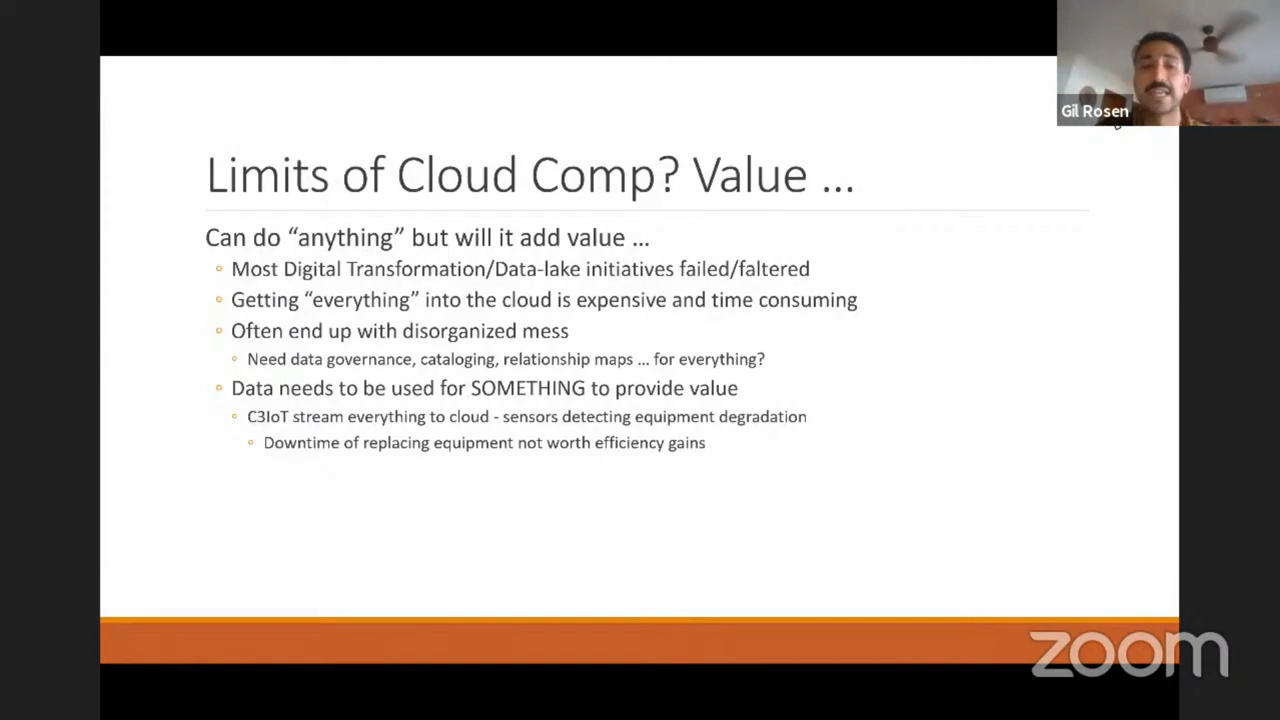 Gil Rosen
Limits of Cloud Comp? Value ...
Can do “anything” but will it add value ...
Most Digital Transformation/Data-lake initiatives failed/faltered
Getting “everything” into the cloud is expensive and time consuming
Often end up with disorganized mess
Need data governance, cataloging, relationship maps ... for everything?
Data needs to be used for SOMETHING to provide value
C3IoT stream everything to cloud - sensors detecting equipment degradation
Downtime of replacing equipment not worth efficiency gains
zoom